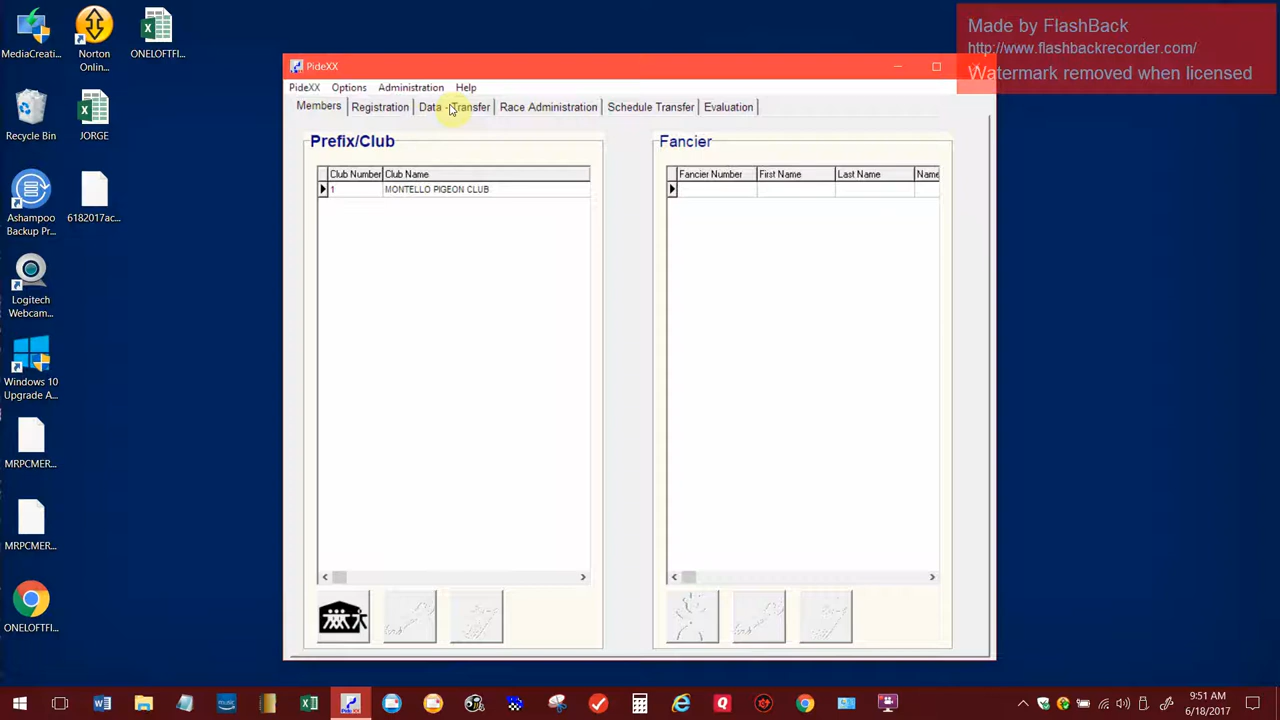 Made by FlashBack
http://www.flashbackrecorder.com/
Watermark removed when licensed
MediaCreati...
Norton Online...
ONELOFTFI...
Recycle Bin
JORGE
Ashampoo Backup Pr...
6182017ac...
Logitech Webcam...
Windows 10 Upgrade A...
MRPCMER...
MRPCMER...
ONELOFTFI...
PideXX
PideXX Options Administration Help
Members Registration Data - Transfer Race Administration Schedule Transfer Evaluation
Prefix/Club
Club Number Club Name
1 MONTELLO PIGEON CLUB
Fancier
Fancier Number First Name Last Name Name
9:51 AM
6/18/2017